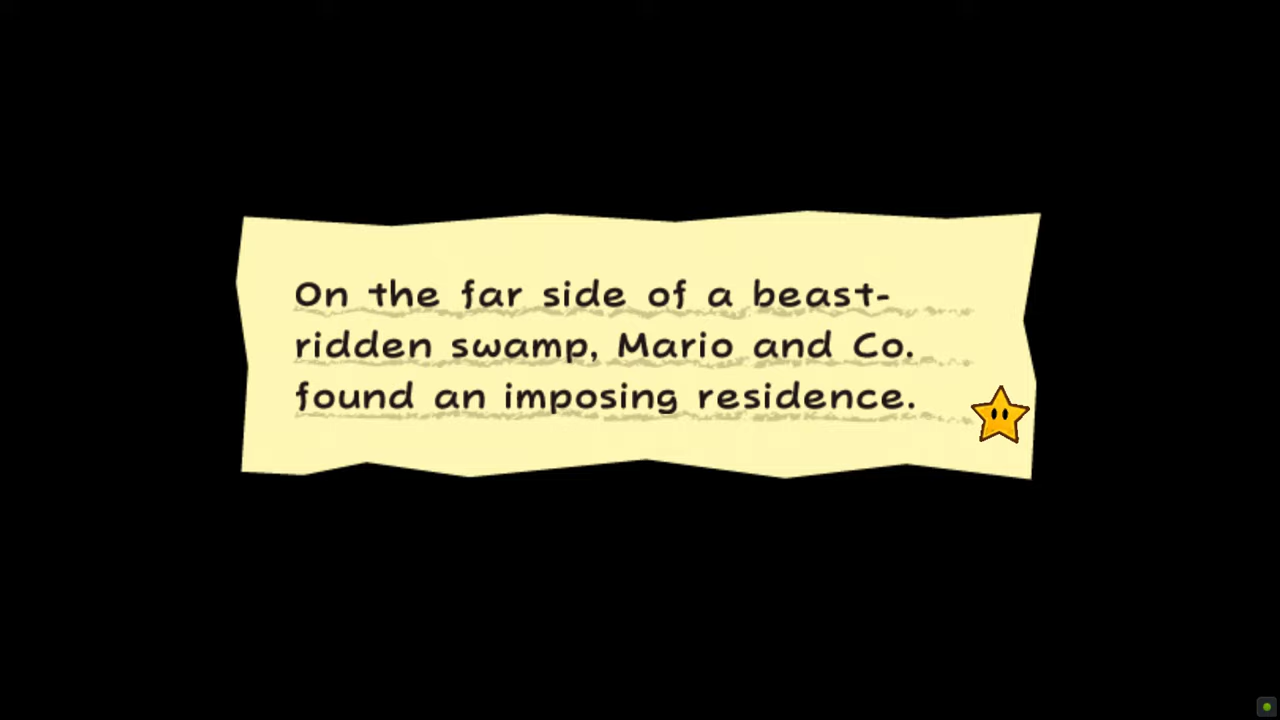 On the far side of a beast-
ridden swamp, Mario and Co.
found an imposing residence.